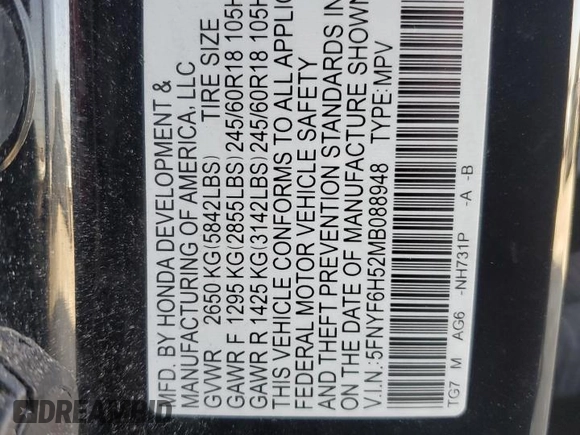 MFD. BY HONDA DEVELOPMENT &
MANUFACTURING OF AMERICA, LLC
GVWR 2650 KG(5842LBS) TIRE SIZE
GAWR F 1295 KG(2855LBS)245/60R18 105H
GAWR R 1425 KG(3142LBS)245/60R18 105H
THIS VEHICLE CONFORMS TO ALL APPLIC
FEDERAL MOTOR VEHICLE SAFETY
AND THEFT PREVENTION STANDARDS IN
ON THE DATE OF MANUFACTURE SHOWN
V.I.N.:5FNYF6H52MB088948 TYPE:MPV
TG7 M AG6 -NH731P -A -B
DREAMBID